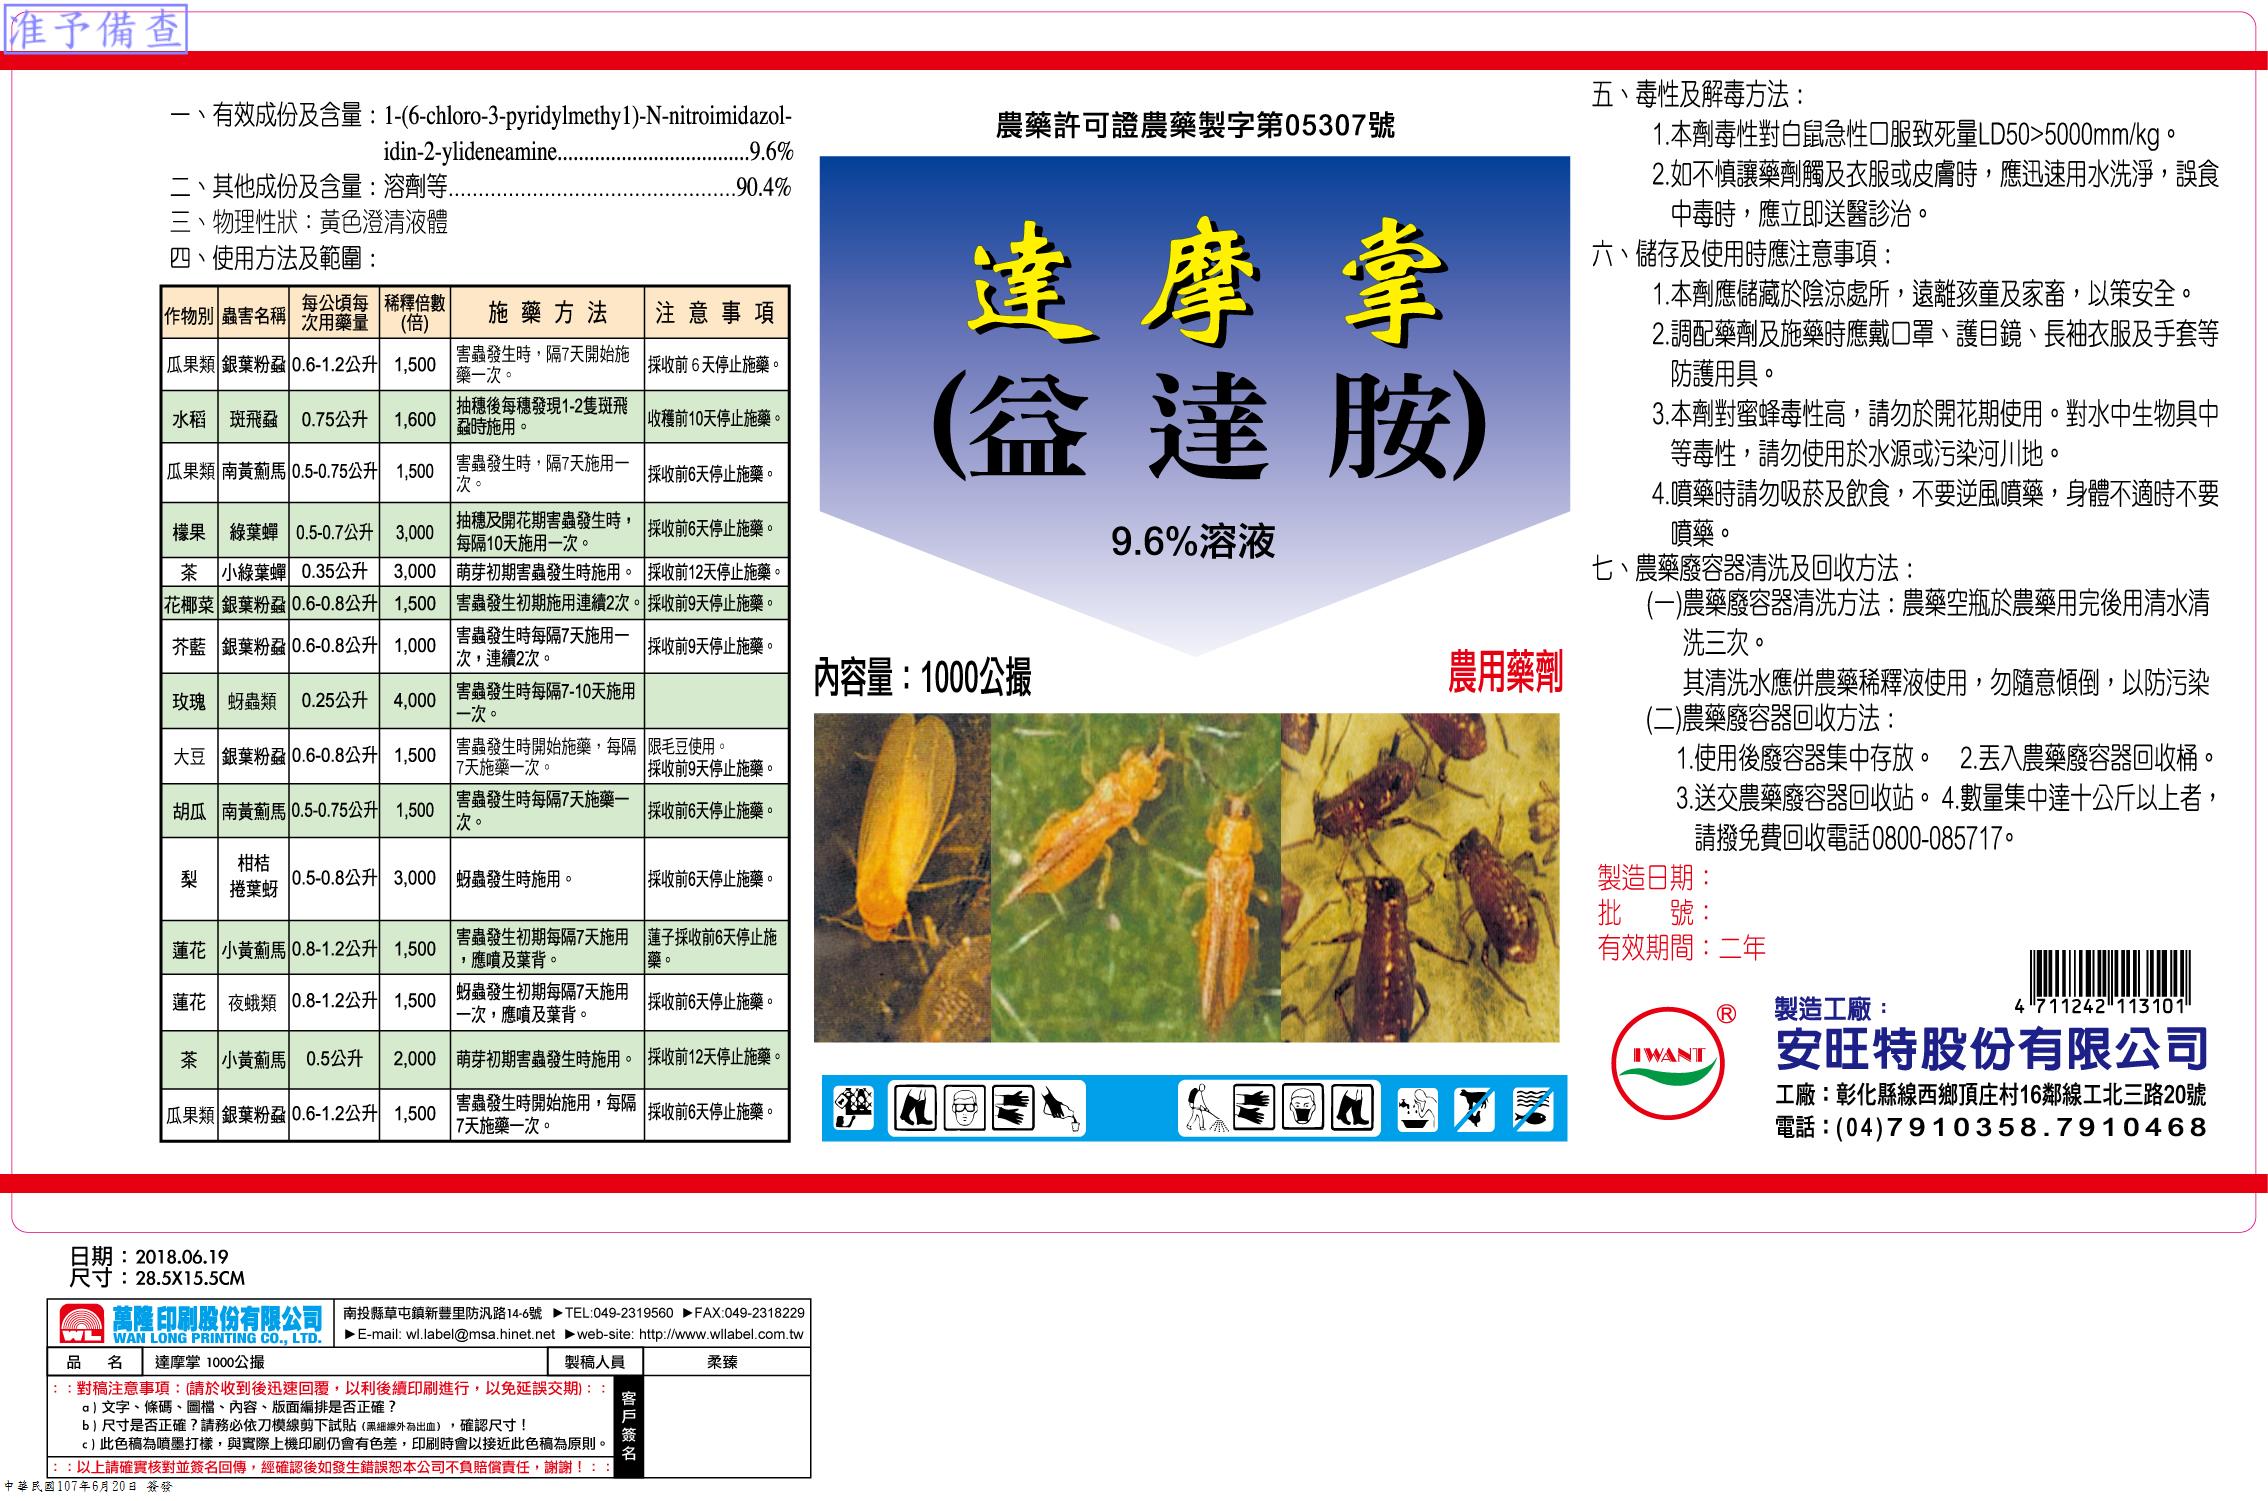 准予備查
一、有效成份及含量：1-(6-chloro-3-pyridylmethy1)-N-nitroimidazol-
idin-2-ylideneamine....................................9.6%
二、其他成份及含量：溶劑等................................................90.4%
三、物理性狀：黃色澄清液體
四、使用方法及範圍：
作物別 蟲害名稱 每公頃每次用藥量 稀釋倍數(倍) 施藥方法 注意事項
瓜果類 銀葉粉蝨 0.6-1.2公升 1,500 害蟲發生時，隔7天開始施藥一次。 採收前6天停止施藥。
水稻 斑飛蝨 0.75公升 1,600 抽穗後每穗發現1-2隻斑飛蝨時施用。 收穫前10天停止施藥。
瓜果類 南黃薊馬 0.5-0.75公升 1,500 害蟲發生時，隔7天施用一次。 採收前6天停止施藥。
檬果 綠葉蟬 0.5-0.7公升 3,000 抽穗及開花期害蟲發生時，每隔10天施用一次。 採收前6天停止施藥。
茶 小綠葉蟬 0.35公升 3,000 萌芽初期害蟲發生時施用。 採收前12天停止施藥。
花椰菜 銀葉粉蝨 0.6-0.8公升 1,500 害蟲發生初期施用連續2次。 採收前9天停止施藥。
芥藍 銀葉粉蝨 0.6-0.8公升 1,000 害蟲發生時每隔7天施用一次，連續2次。 採收前9天停止施藥。
玫瑰 蚜蟲類 0.25公升 4,000 害蟲發生時每隔7-10天施用一次。
大豆 銀葉粉蝨 0.6-0.8公升 1,500 害蟲發生時開始施藥，每隔7天施藥一次。 限毛豆使用。採收前9天停止施藥。
胡瓜 南黃薊馬 0.5-0.75公升 1,500 害蟲發生時每隔7天施藥一次。 採收前6天停止施藥。
梨 柑桔捲葉蚜 0.5-0.8公升 3,000 蚜蟲發生時施用。 採收前6天停止施藥。
蓮花 小黃薊馬 0.8-1.2公升 1,500 害蟲發生初期每隔7天施用，應噴及葉背。 蓮子採收前6天停止施藥。
蓮花 夜蛾類 0.8-1.2公升 1,500 蚜蟲發生初期每隔7天施用一次，應噴及葉背。 採收前6天停止施藥。
茶 小黃薊馬 0.5公升 2,000 萌芽初期害蟲發生時施用。 採收前12天停止施藥。
瓜果類 銀葉粉蝨 0.6-1.2公升 1,500 害蟲發生時開始施用，每隔7天施藥一次。 採收前6天停止施藥。
農藥許可證農藥製字第05307號
達摩掌
(益達胺)
9.6%溶液
內容量：1000公撮
農用藥劑
五、毒性及解毒方法：
1.本劑毒性對白鼠急性口服致死量LD50>5000mm/kg。
2.如不慎讓藥劑觸及衣服或皮膚時，應迅速用水洗淨，誤食
中毒時，應立即送醫診治。
六、儲存及使用時應注意事項：
1.本劑應儲藏於陰涼處所，遠離孩童及家畜，以策安全。
2.調配藥劑及施藥時應戴口罩、護目鏡、長袖衣服及手套等
防護用具。
3.本劑對蜜蜂毒性高，請勿於開花期使用。對水中生物具中
等毒性，請勿使用於水源或污染河川地。
4.噴藥時請勿吸菸及飲食，不要逆風噴藥，身體不適時不要
噴藥。
七、農藥廢容器清洗及回收方法：
(一)農藥廢容器清洗方法：農藥空瓶於農藥用完後用清水清
洗三次。
其清洗水應併農藥稀釋液使用，勿隨意傾倒，以防污染
(二)農藥廢容器回收方法：
1.使用後廢容器集中存放。 2.丟入農藥廢容器回收桶。
3.送交農藥廢容器回收站。 4.數量集中達十公斤以上者，
請撥免費回收電話0800-085717。
製造日期：
批 號：
有效期間：二年
4 711242 113101
I WANT ®
製造工廠：
安旺特股份有限公司
工廠：彰化縣線西鄉頂庄村16鄰線工北三路20號
電話：(04)7910358.7910468
日期：2018.06.19
尺寸：28.5X15.5CM
WL 萬隆印刷股份有限公司
WAN LONG PRINTING CO., LTD.
南投縣草屯鎮新豐里防汛路14-6號 ►TEL:049-2319560 ►FAX:049-2318229
►E-mail: wl.label@msa.hinet.net ►web-site: http://www.wllabel.com.tw
品 名 達摩掌 1000公撮 製稿人員 柔臻
：：對稿注意事項：(請於收到後迅速回覆，以利後續印刷進行，以免延誤交期)：：
a）文字、條碼、圖檔、內容、版面編排是否正確？
b）尺寸是否正確？請務必依刀模線剪下試貼（黑細線外為出血），確認尺寸！
c）此色稿為噴墨打樣，與實際上機印刷仍會有色差，印刷時會以接近此色稿為原則。
：：以上請確實核對並簽名回傳，經確認後如發生錯誤恕本公司不負賠償責任，謝謝！：：
客戶簽名
中華民國107年6月20日 簽發